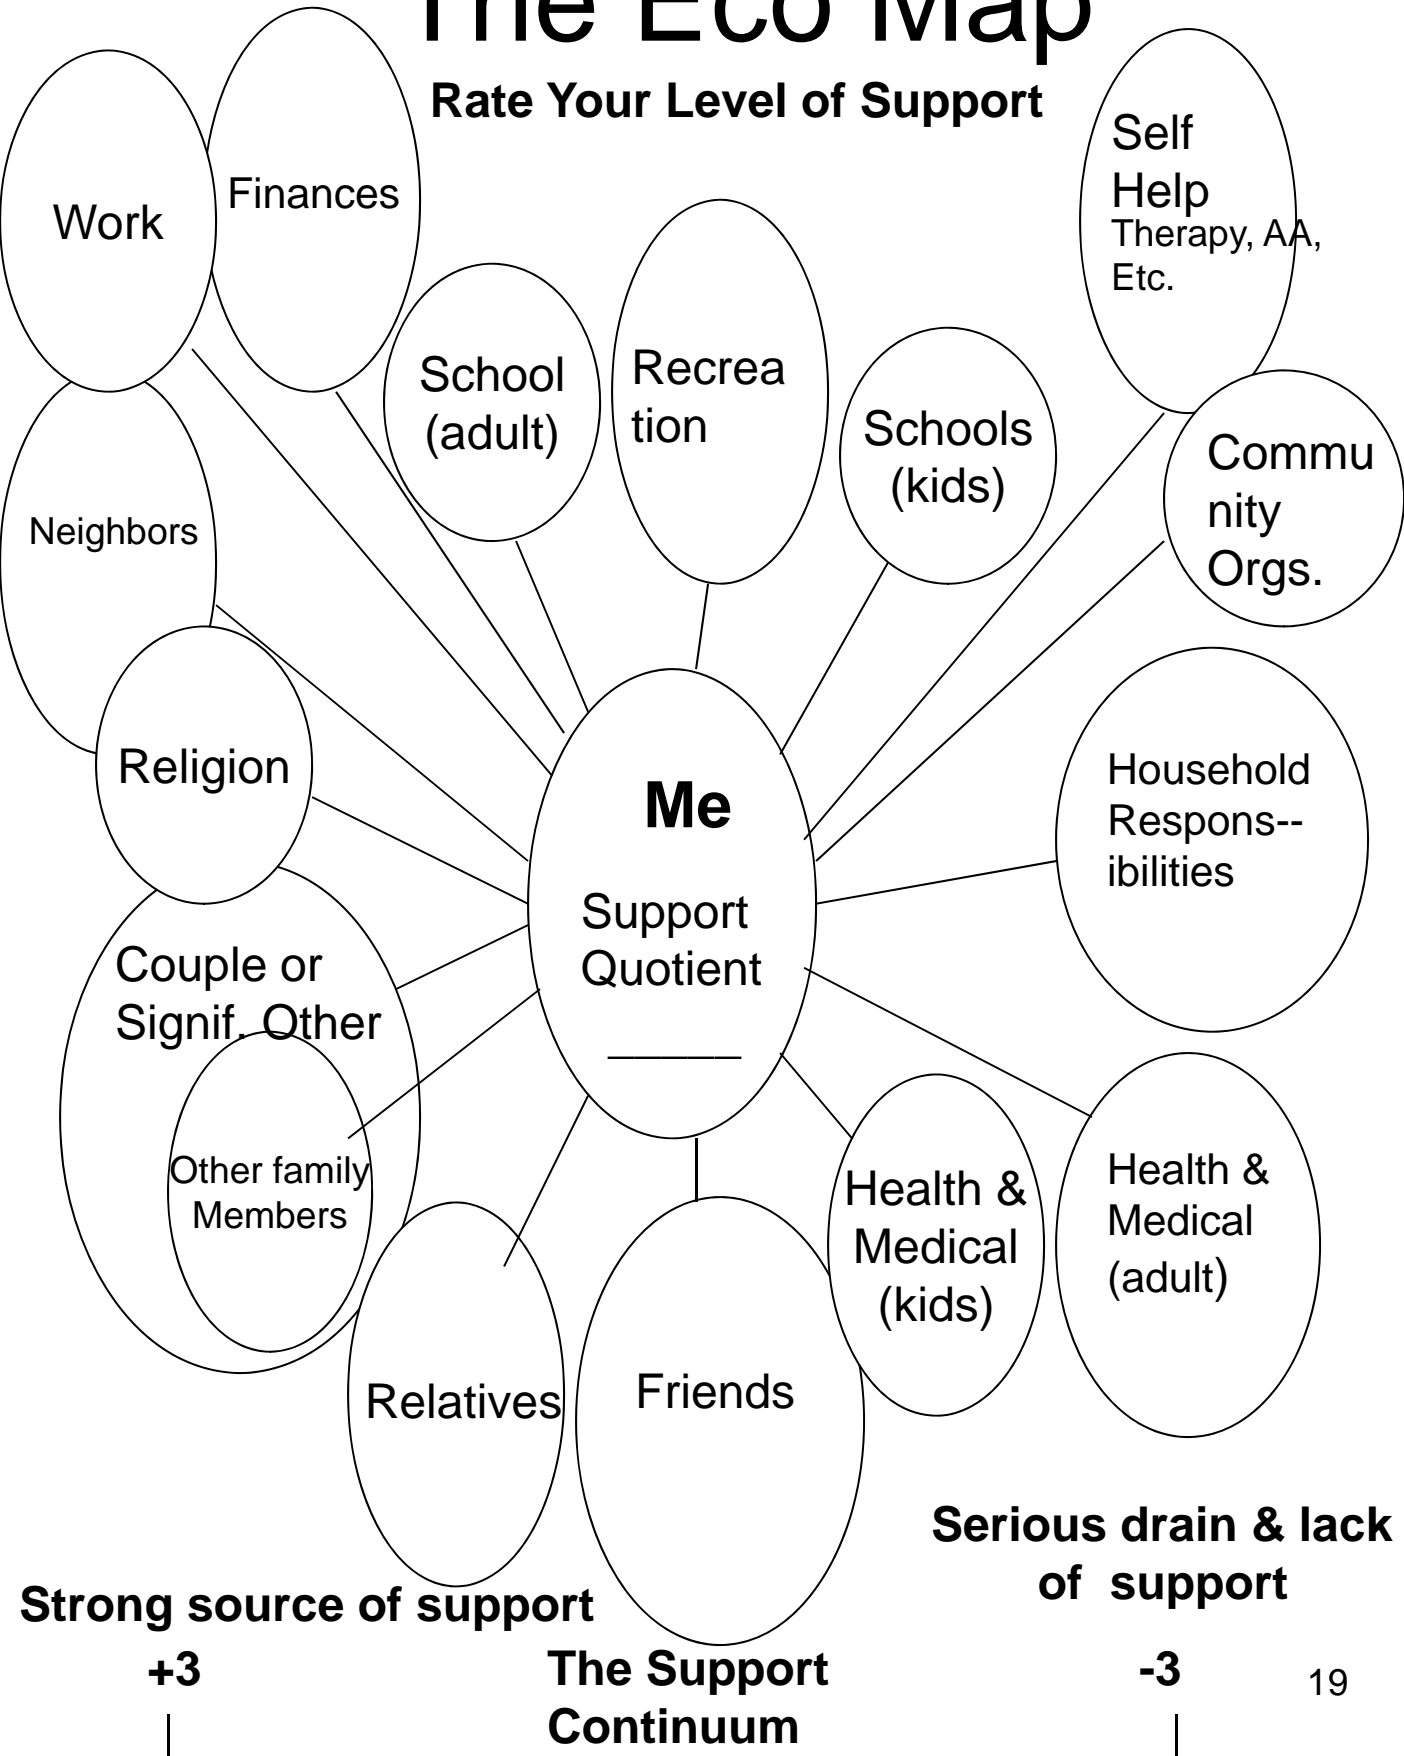 The Eco Map
Rate Your Level of Support
Work
Finances
Self
Help
Therapy, AA,
Etc.
School
(adult)
Recrea
tion
Schools
(kids)
Commu
nity
Orgs.
Neighbors
Religion
Me
Support
Quotient
_____
Household
Respons--
ibilities
Couple or
Signif. Other
Other family
Members
Health &
Medical
(kids)
Health &
Medical
(adult)
Relatives
Friends
Serious drain & lack
of support
Strong source of support
+3
The Support
Continuum
-3
19